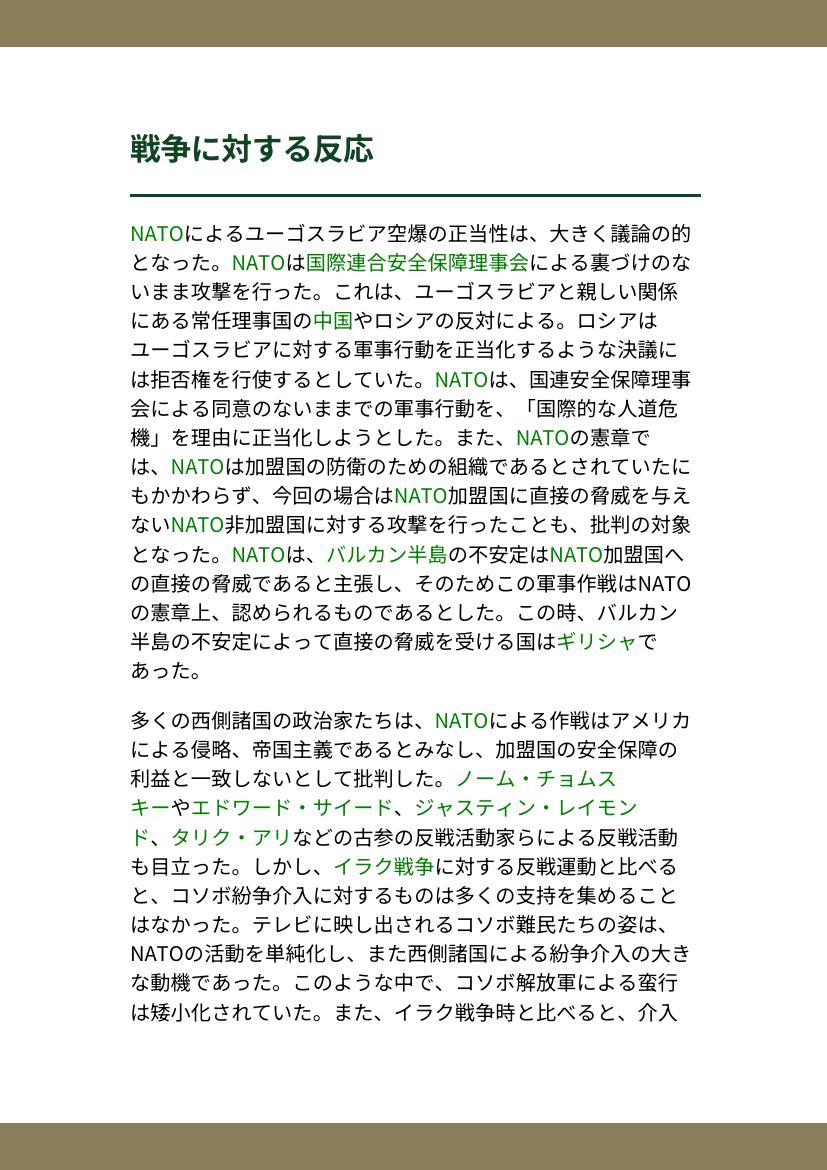 戦争に対する反応
NATOによるユーゴスラビア空爆の正当性は、大きく議論の的
となった。NATOは国際連合安全保障理事会による裏づけのな
いまま攻撃を行った。これは、ユーゴスラビアと親しい関係
にある常任理事国の中国やロシアの反対による。ロシアは
ユーゴスラビアに対する軍事行動を正当化するような決議に
は拒否権を行使するとしていた。NATOは、国連安全保障理事
会による同意のないままでの軍事行動を、「国際的な人道危
機」を理由に正当化しようとした。また、NATOの憲章で
は、NATOは加盟国の防衛のための組織であるとされていたに
もかかわらず、今回の場合はNATO加盟国に直接の脅威を与え
ないNATO非加盟国に対する攻撃を行ったことも、批判の対象
となった。NATOは、バルカン半島の不安定はNATO加盟国へ
の直接の脅威であると主張し、そのためこの軍事作戦はNATO
の憲章上、認められるものであるとした。この時、バルカン
半島の不安定によって直接の脅威を受ける国はギリシャで
あった。
多くの西側諸国の政治家たちは、NATOによる作戦はアメリカ
による侵略、帝国主義であるとみなし、加盟国の安全保障の
利益と一致しないとして批判した。ノーム・チョムス
キーやエドワード・サイード、ジャスティン・レイモン
ド、タリク・アリなどの古参の反戦活動家らによる反戦活動
も目立った。しかし、イラク戦争に対する反戦運動と比べる
と、コソボ紛争介入に対するものは多くの支持を集めること
はなかった。テレビに映し出されるコソボ難民たちの姿は、
NATOの活動を単純化し、また西側諸国による紛争介入の大き
な動機であった。このような中で、コソボ解放軍による蛮行
は矮小化されていた。また、イラク戦争時と比べると、介入